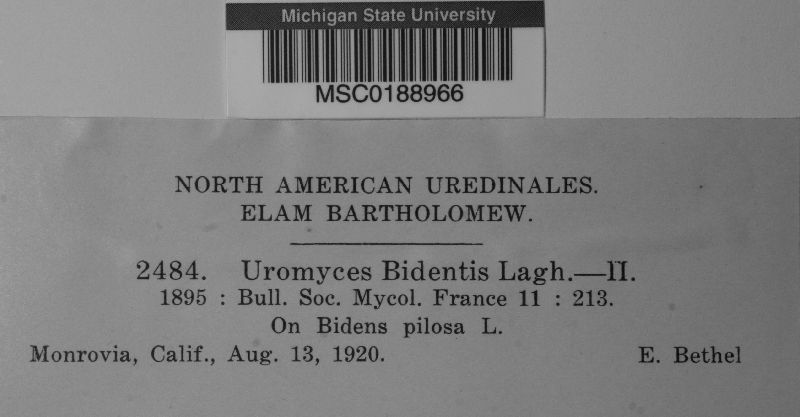 Michigan State University
MSC0188966
NORTH AMERICAN UREDINALES.
ELAM BARTHOLOMEW.
2484. Uromyces Bidentis Lagh.—II.
1895 : Bull. Soc. Mycol. France 11 : 213.
On Bidens pilosa L.
Monrovia, Calif., Aug. 13, 1920. E. Bethel